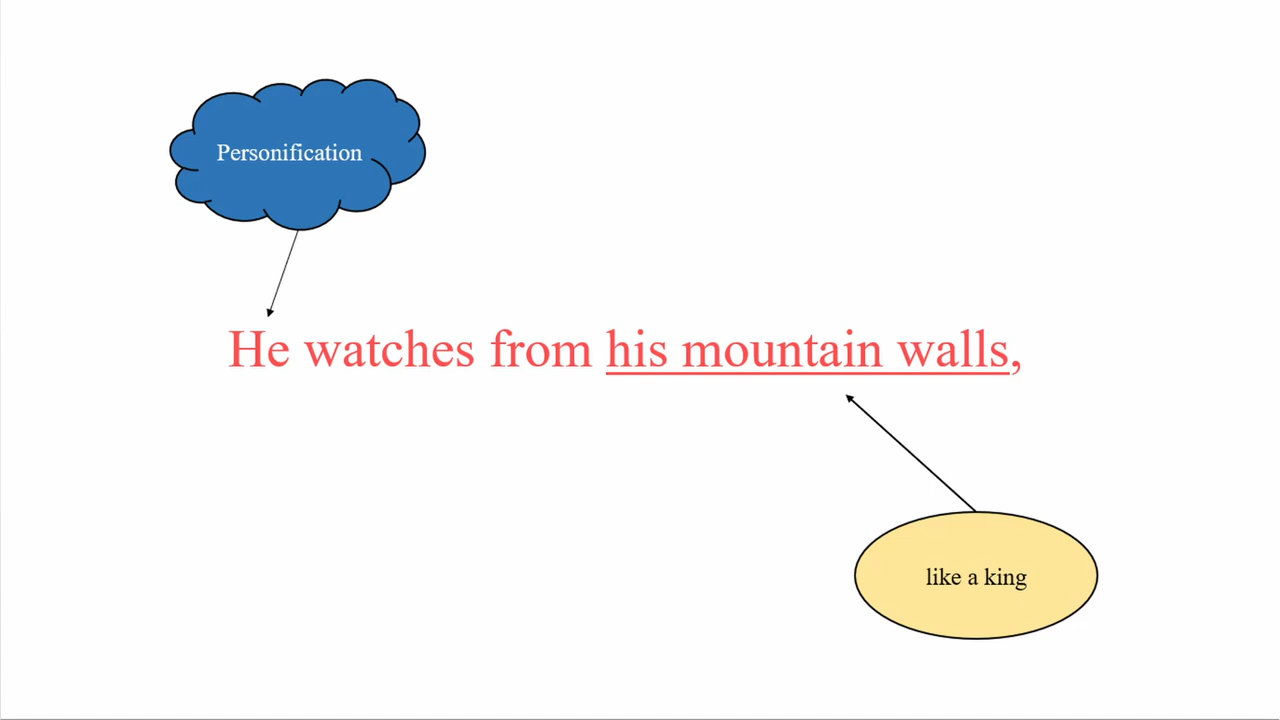 Personification
He watches from his mountain walls,
like a king